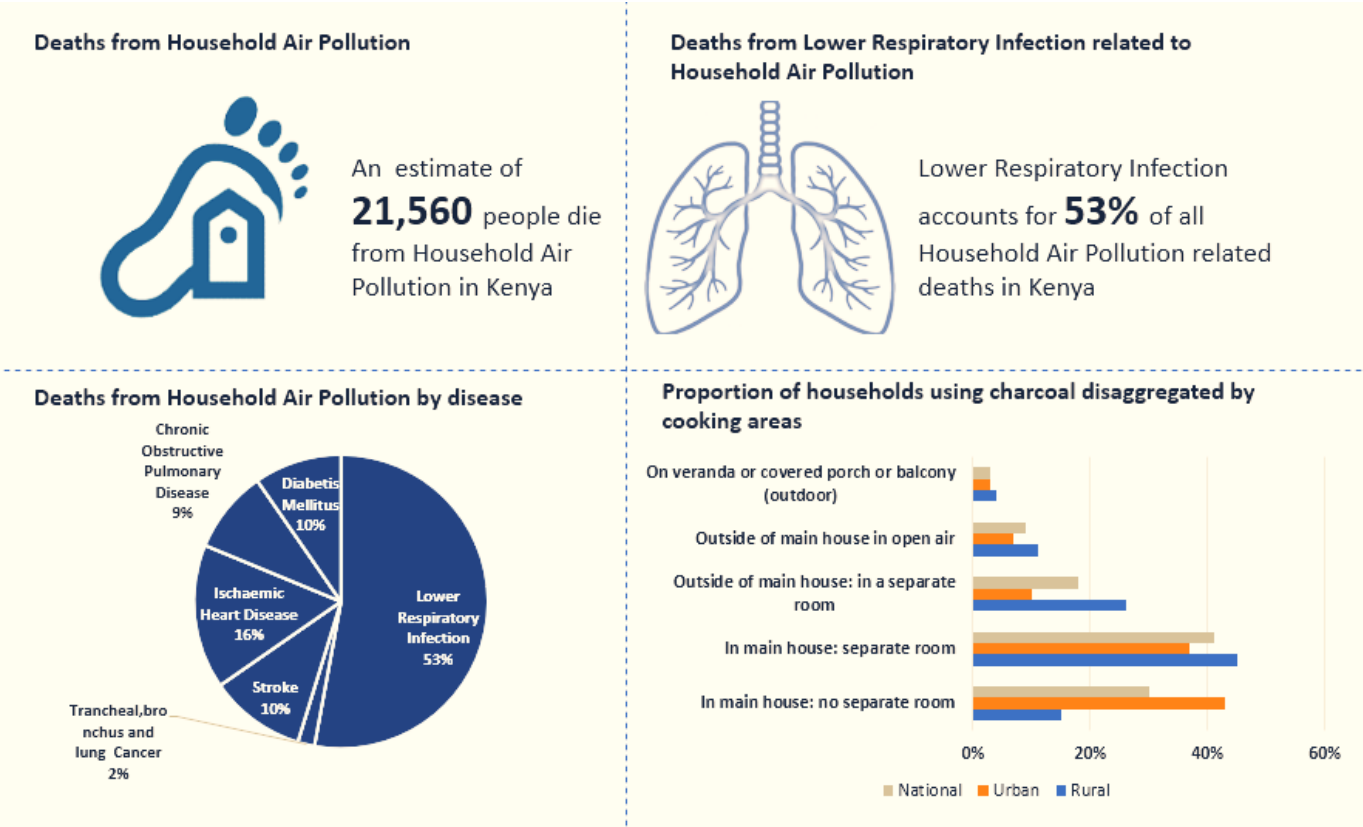 Deaths from Household Air Pollution
An estimate of
21,560 people die
from Household Air
Pollution in Kenya
Deaths from Lower Respiratory Infection related to
Household Air Pollution
Lower Respiratory Infection
accounts for 53% of all
Household Air Pollution related
deaths in Kenya
Deaths from Household Air Pollution by disease
Chronic
Obstructive
Pulmonary
Disease
9%
Diabetis
Mellitus
10%
Ischaemic
Heart Disease
16%
Lower
Respiratory
Infection
53%
Stroke
10%
Trancheal,bro
nchus and
lung Cancer
2%
Proportion of households using charcoal disaggregated by
cooking areas
On veranda or covered porch or balcony
(outdoor)
Outside of main house in open air
Outside of main house: in a separate
room
In main house: separate room
In main house: no separate room
0% 20% 40% 60%
National Urban Rural